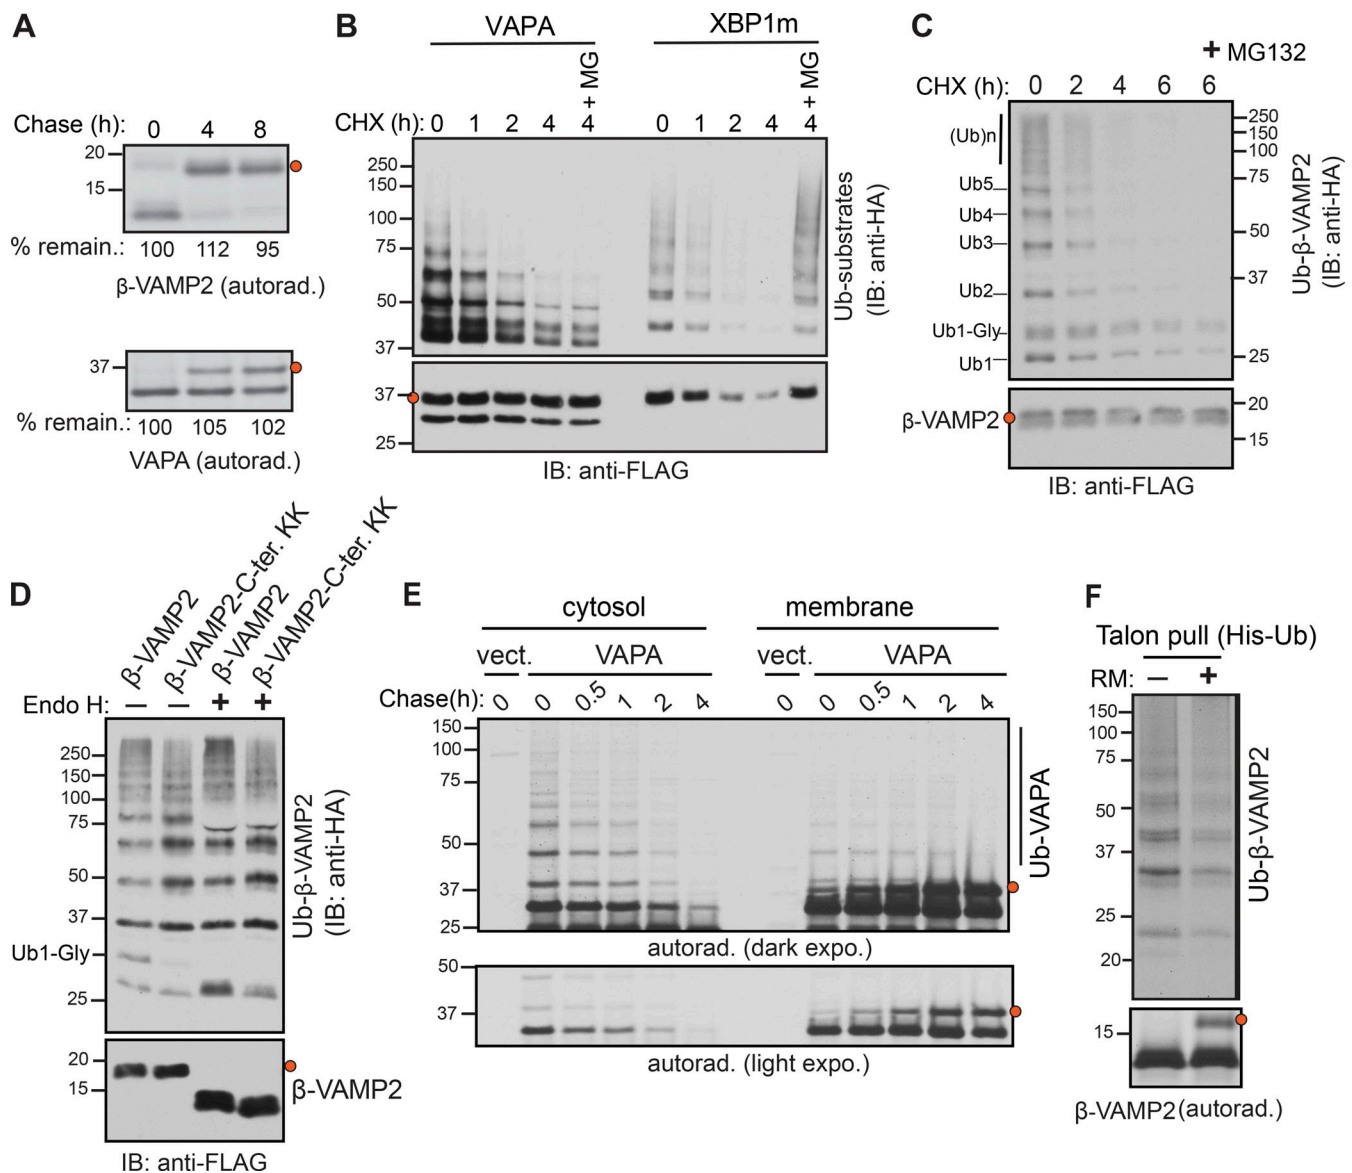 A
Chase (h): 0 4 8
20
15
% remain.: 100 112 95
β-VAMP2 (autorad.)
37
% remain.: 100 105 102
VAPA (autorad.)
B
VAPA XBP1m
+ MG + MG
CHX (h): 0 1 2 4 4 0 1 2 4 4
250
150
100
75
50
37
Ub-substrates
(IB: anti-HA)
37
25
IB: anti-FLAG
C
+ MG132
CHX (h): 0 2 4 6 6
(Ub)n
Ub5
Ub4
Ub3
Ub2
Ub1-Gly
Ub1
250
150
100
75
50
37
25
Ub-β-VAMP2
(IB: anti-HA)
β-VAMP2
20
15
IB: anti-FLAG
D
β-VAMP2
β-VAMP2-C-ter. KK
β-VAMP2
β-VAMP2-C-ter. KK
Endo H: – – + +
250
150
100
75
50
37
Ub1-Gly
25
Ub-β-VAMP2
(IB: anti-HA)
20
15
β-VAMP2
IB: anti-FLAG
E
cytosol membrane
vect. VAPA vect. VAPA
Chase(h): 0 0 0.5 1 2 4 0 0 0.5 1 2 4
150
100
75
50
37
25
Ub-VAPA
autorad. (dark expo.)
50
37
autorad. (light expo.)
F
Talon pull (His-Ub)
RM: – +
150
100
75
50
37
25
20
Ub-β-VAMP2
15
β-VAMP2 (autorad.)